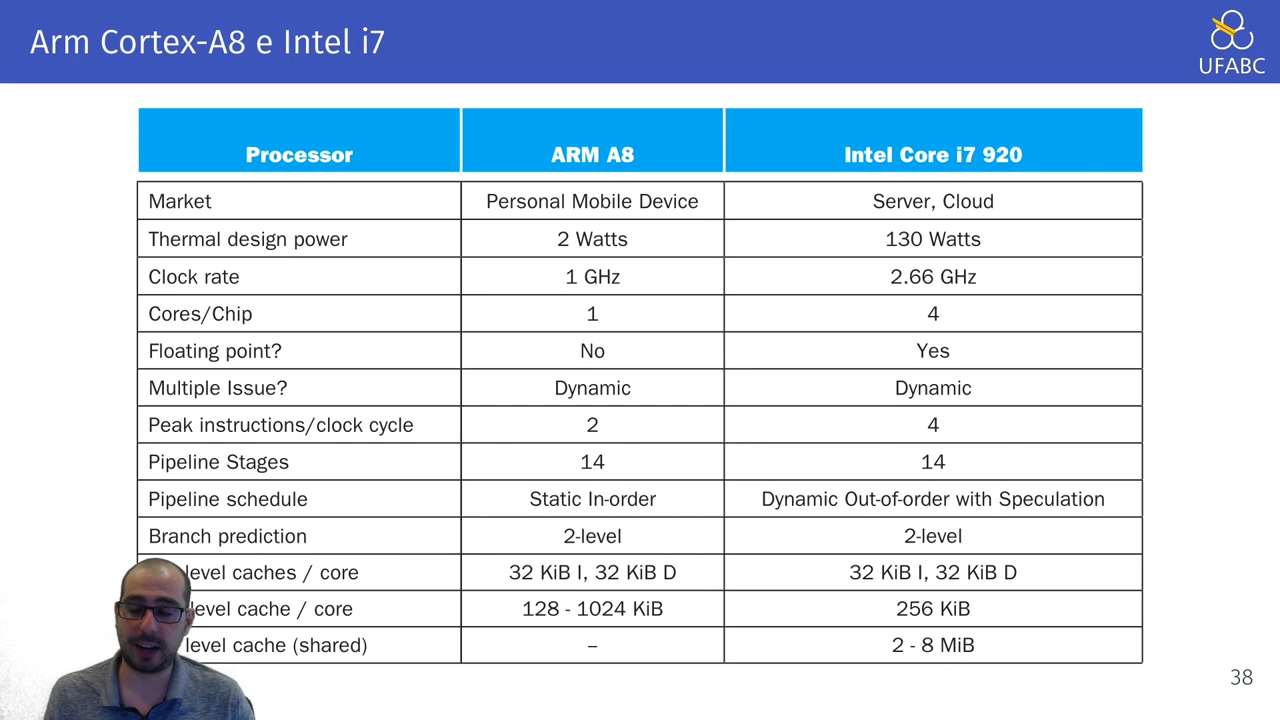 Arm Cortex-A8 e Intel i7
UFABC
Processor ARM A8 Intel Core i7 920
Market Personal Mobile Device Server, Cloud
Thermal design power 2 Watts 130 Watts
Clock rate 1 GHz 2.66 GHz
Cores/Chip 1 4
Floating point? No Yes
Multiple Issue? Dynamic Dynamic
Peak instructions/clock cycle 2 4
Pipeline Stages 14 14
Pipeline schedule Static In-order Dynamic Out-of-order with Speculation
Branch prediction 2-level 2-level
level caches / core 32 KiB I, 32 KiB D 32 KiB I, 32 KiB D
level cache / core 128 - 1024 KiB 256 KiB
level cache (shared) – 2 - 8 MiB
38